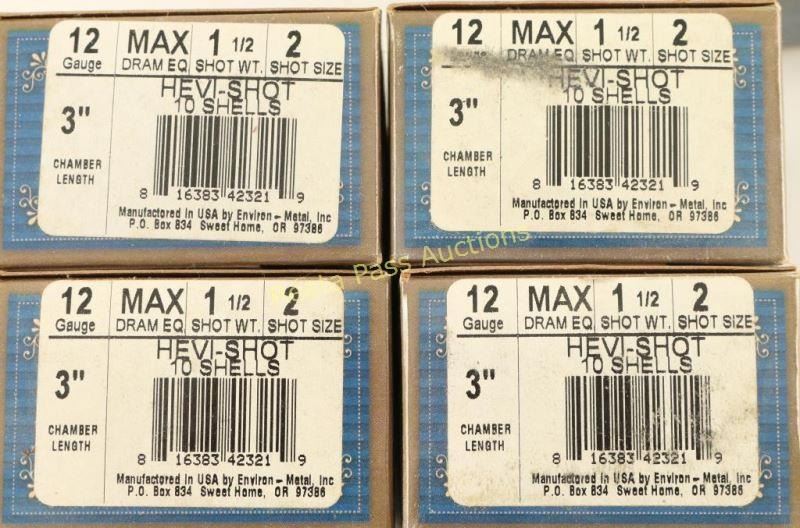 12 MAX 1 1/2 2
Gauge DRAM EQ. SHOT WT. SHOT SIZE
HEVI-SHOT
10 SHELLS
3"
CHAMBER
LENGTH
8 16383 42321 9
Manufactored in USA by Environ - Metal, Inc
P.O. Box 834 Sweet Home, OR 97386
12 MAX 1 1/2 2
Gauge DRAM EQ. SHOT WT. SHOT SIZE
HEVI-SHOT
10 SHELLS
3"
CHAMBER
LENGTH
8 16383 42321 9
Manufactored in USA by Environ - Metal, Inc
P.O. Box 834 Sweet Home, OR 97386
12 MAX 1 1/2 2
Gauge DRAM EQ. SHOT WT. SHOT SIZE
HEVI-SHOT
10 SHELLS
3"
CHAMBER
LENGTH
8 16383 42321 9
Manufactored in USA by Environ - Metal, Inc
P.O. Box 834 Sweet Home, OR 97386
12 MAX 1 1/2 2
Gauge DRAM EQ. SHOT WT. SHOT SIZE
HEVI-SHOT
10 SHELLS
3"
CHAMBER
LENGTH
8 16383 42321 9
Manufactored in USA by Environ - Metal, Inc
P.O. Box 834 Sweet Home, OR 97386
Pass Auctions